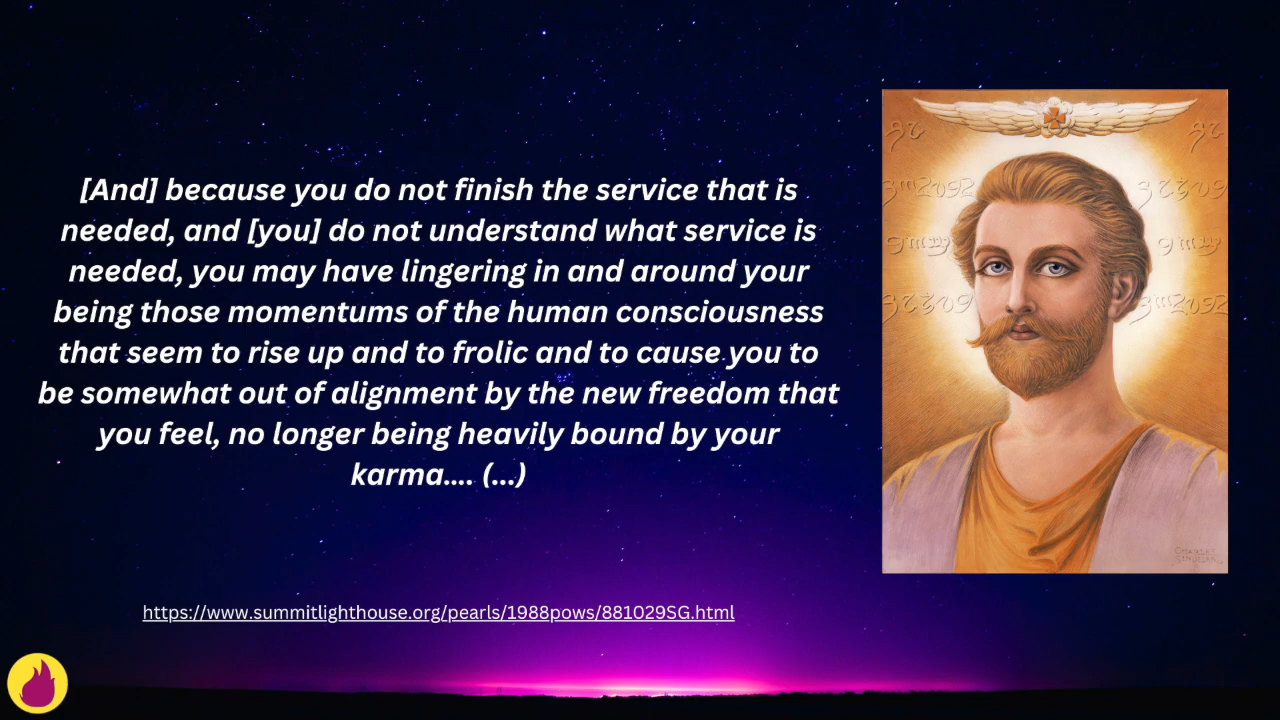 [And] because you do not finish the service that is
needed, and [you] do not understand what service is
needed, you may have lingering in and around your
being those momentums of the human consciousness
that seem to rise up and to frolic and to cause you to
be somewhat out of alignment by the new freedom that
you feel, no longer being heavily bound by your
karma.... (...)
https://www.summitlighthouse.org/pearls/1988pows/881029SG.html